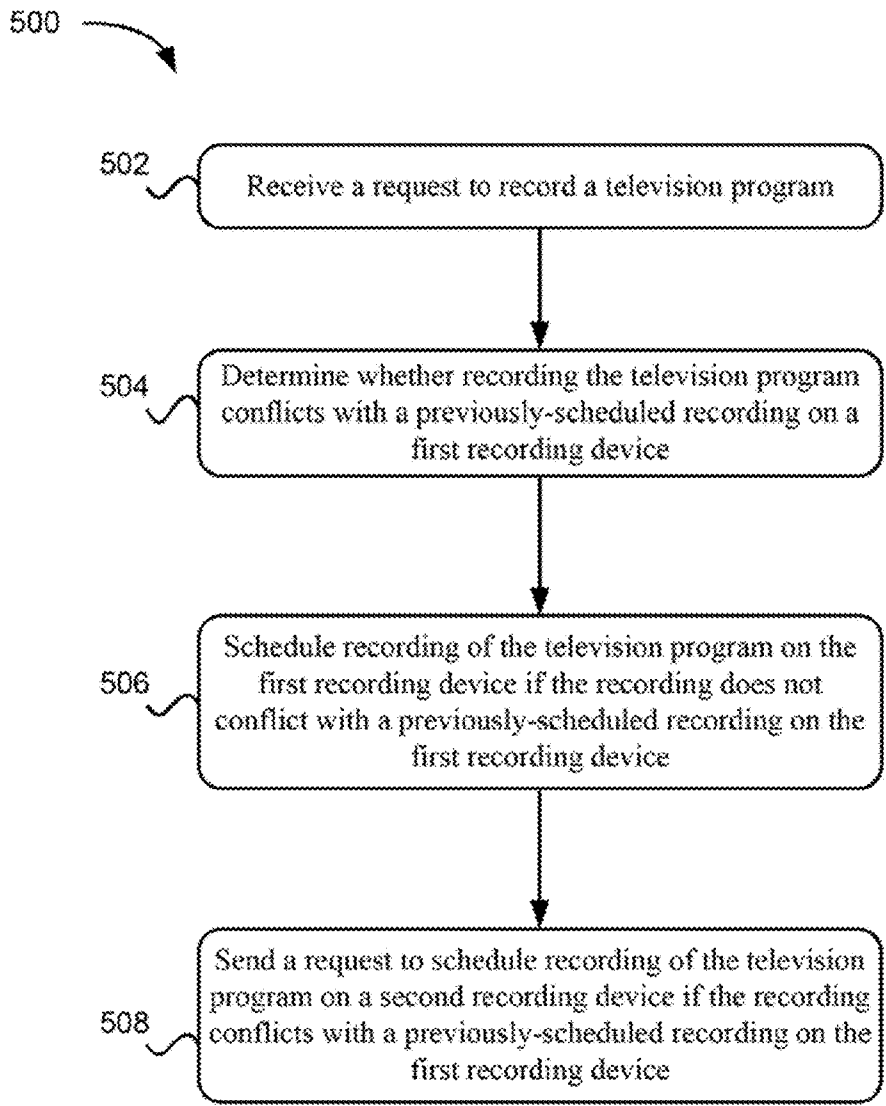 500
502
Receive a request to record a television program
504
Determine whether recording the television program
conflicts with a previously-scheduled recording on a
first recording device
506
Schedule recording of the television program on the
first recording device if the recording does not
conflict with a previously-scheduled recording on the
first recording device
508
Send a request to schedule recording of the television
program on a second recording device if the recording
conflicts with a previously-scheduled recording on the
first recording device